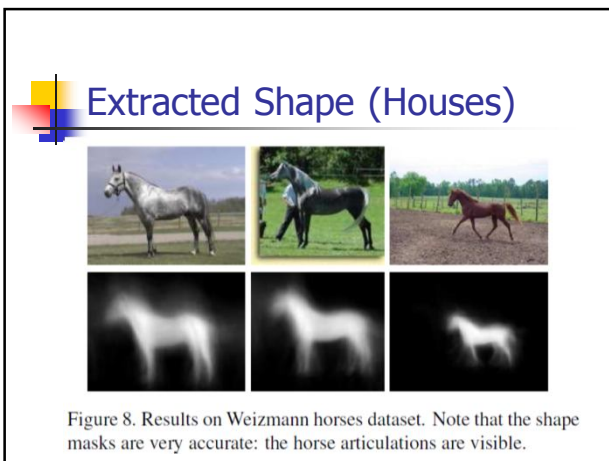 Extracted Shape (Houses)
Figure 8. Results on Weizmann horses dataset. Note that the shape
masks are very accurate: the horse articulations are visible.